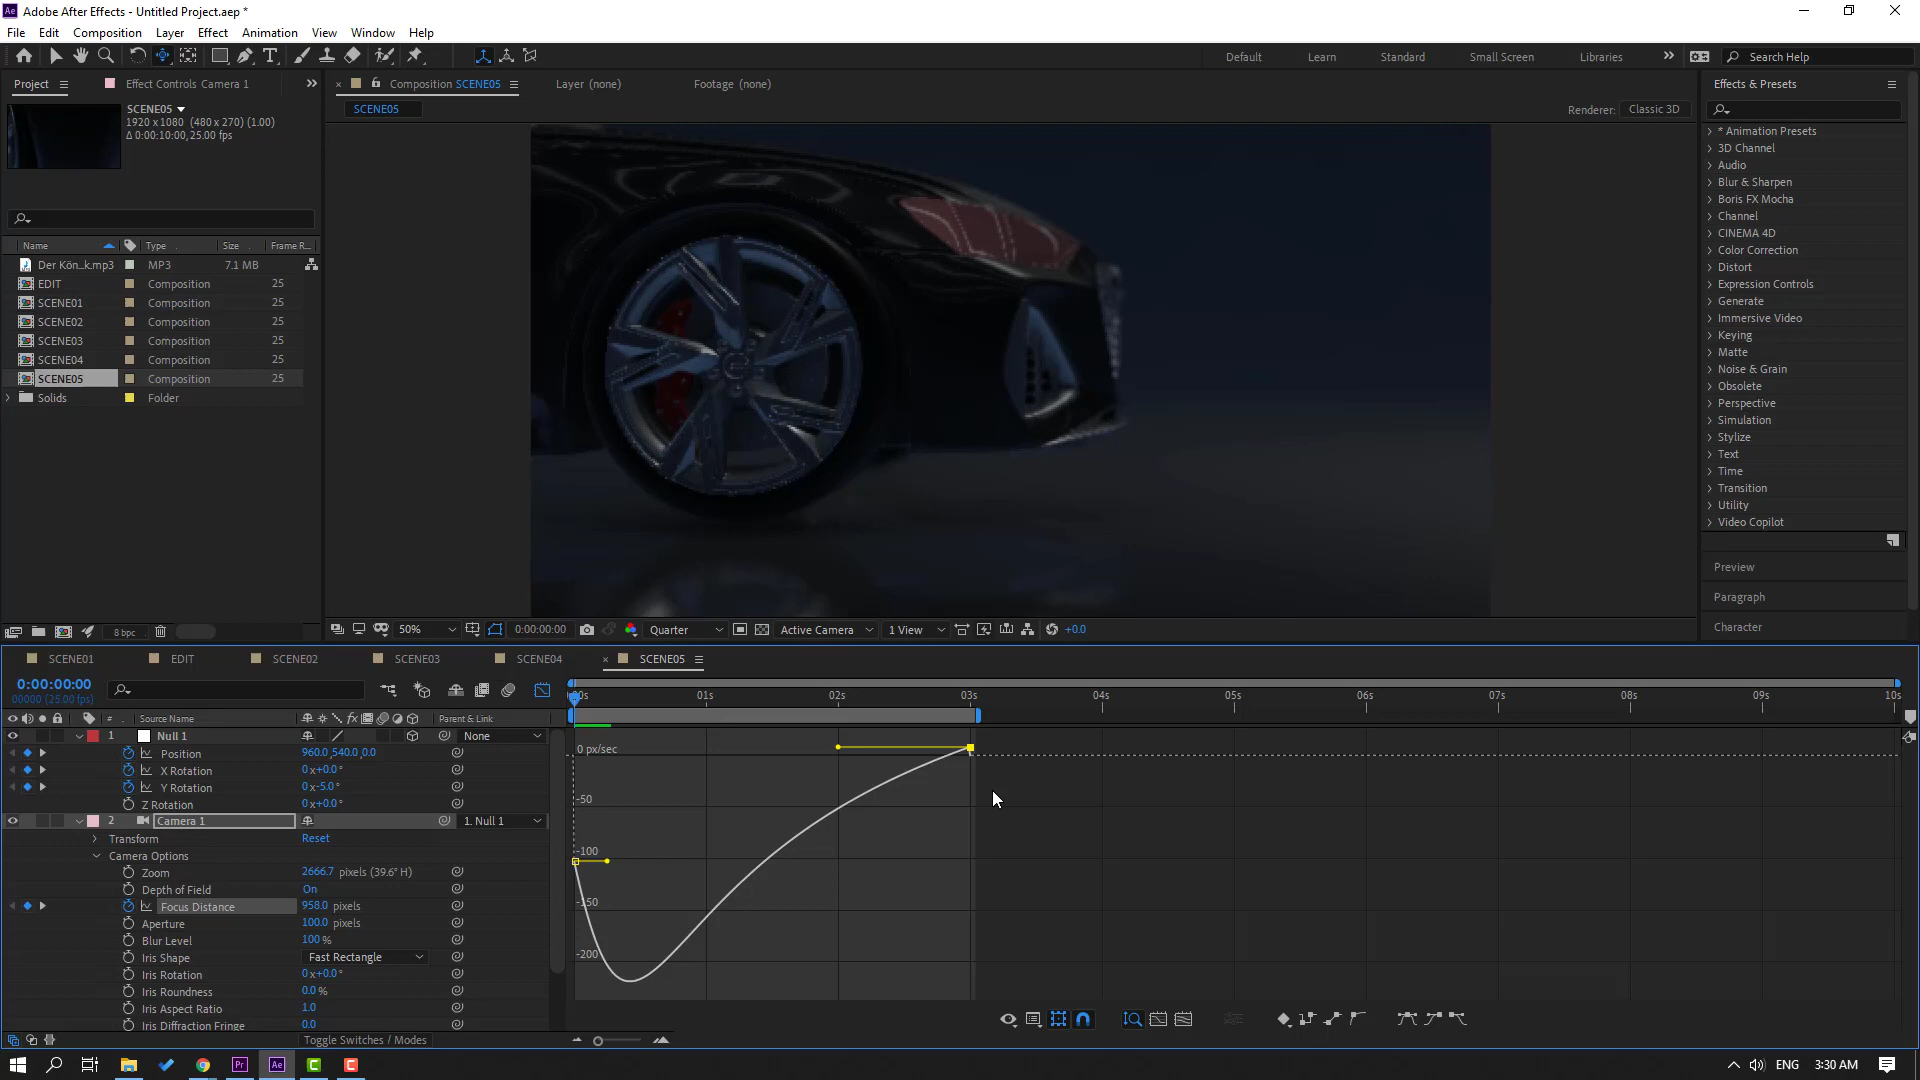 Ae Adobe After Effects - Untitled Project.aep *
File Edit Composition Layer Effect Animation View Window Help
Default Learn Standard Small Screen Libraries Search Help
Project Effect Controls Camera 1 Composition SCENE05 Layer (none) Footage (none) Effects & Presets
SCENE05
1920 x 1080 (480 x 270) (1.00)
Δ 0:00:10:00, 25.00 fps
SCENE05
Renderer: Classic 3D
Name Type Size Frame R...
Der Kön_k.mp3 MP3 7.1 MB
EDIT Composition 25
SCENE01 Composition 25
SCENE02 Composition 25
SCENE03 Composition 25
SCENE04 Composition 25
SCENE05 Composition 25
Solids Folder
8 bpc
50% 0:00:00:00 Quarter Active Camera 1 View +0.0
* Animation Presets
3D Channel
Audio
Blur & Sharpen
Boris FX Mocha
Channel
CINEMA 4D
Color Correction
Distort
Expression Controls
Generate
Immersive Video
Keying
Matte
Noise & Grain
Obsolete
Perspective
Simulation
Stylize
Text
Time
Transition
Utility
Video Copilot
Preview
Paragraph
Character
SCENE01 EDIT SCENE02 SCENE03 SCENE04 SCENE05
0:00:00:00
00000 (25.00 fps)
:00s 01s 02s 03s 04s 05s 06s 07s 08s 09s 10s
# Source Name Parent & Link
1 Null 1 None
Position 960.0,540.0,0.0
X Rotation 0x+0.0°
Y Rotation 0x-5.0°
Z Rotation 0x+0.0°
2 Camera 1 1. Null 1
Transform Reset
Camera Options
Zoom 2666.7 pixels (39.6° H)
Depth of Field On
Focus Distance 958.0 pixels
Aperture 100.0 pixels
Blur Level 100 %
Iris Shape Fast Rectangle
Iris Rotation 0x+0.0°
Iris Roundness 0.0 %
Iris Aspect Ratio 1.0
Iris Diffraction Fringe 0.0
0 px/sec
-50
-100
-150
-200
Toggle Switches / Modes
Pr Ae ENG 3:30 AM